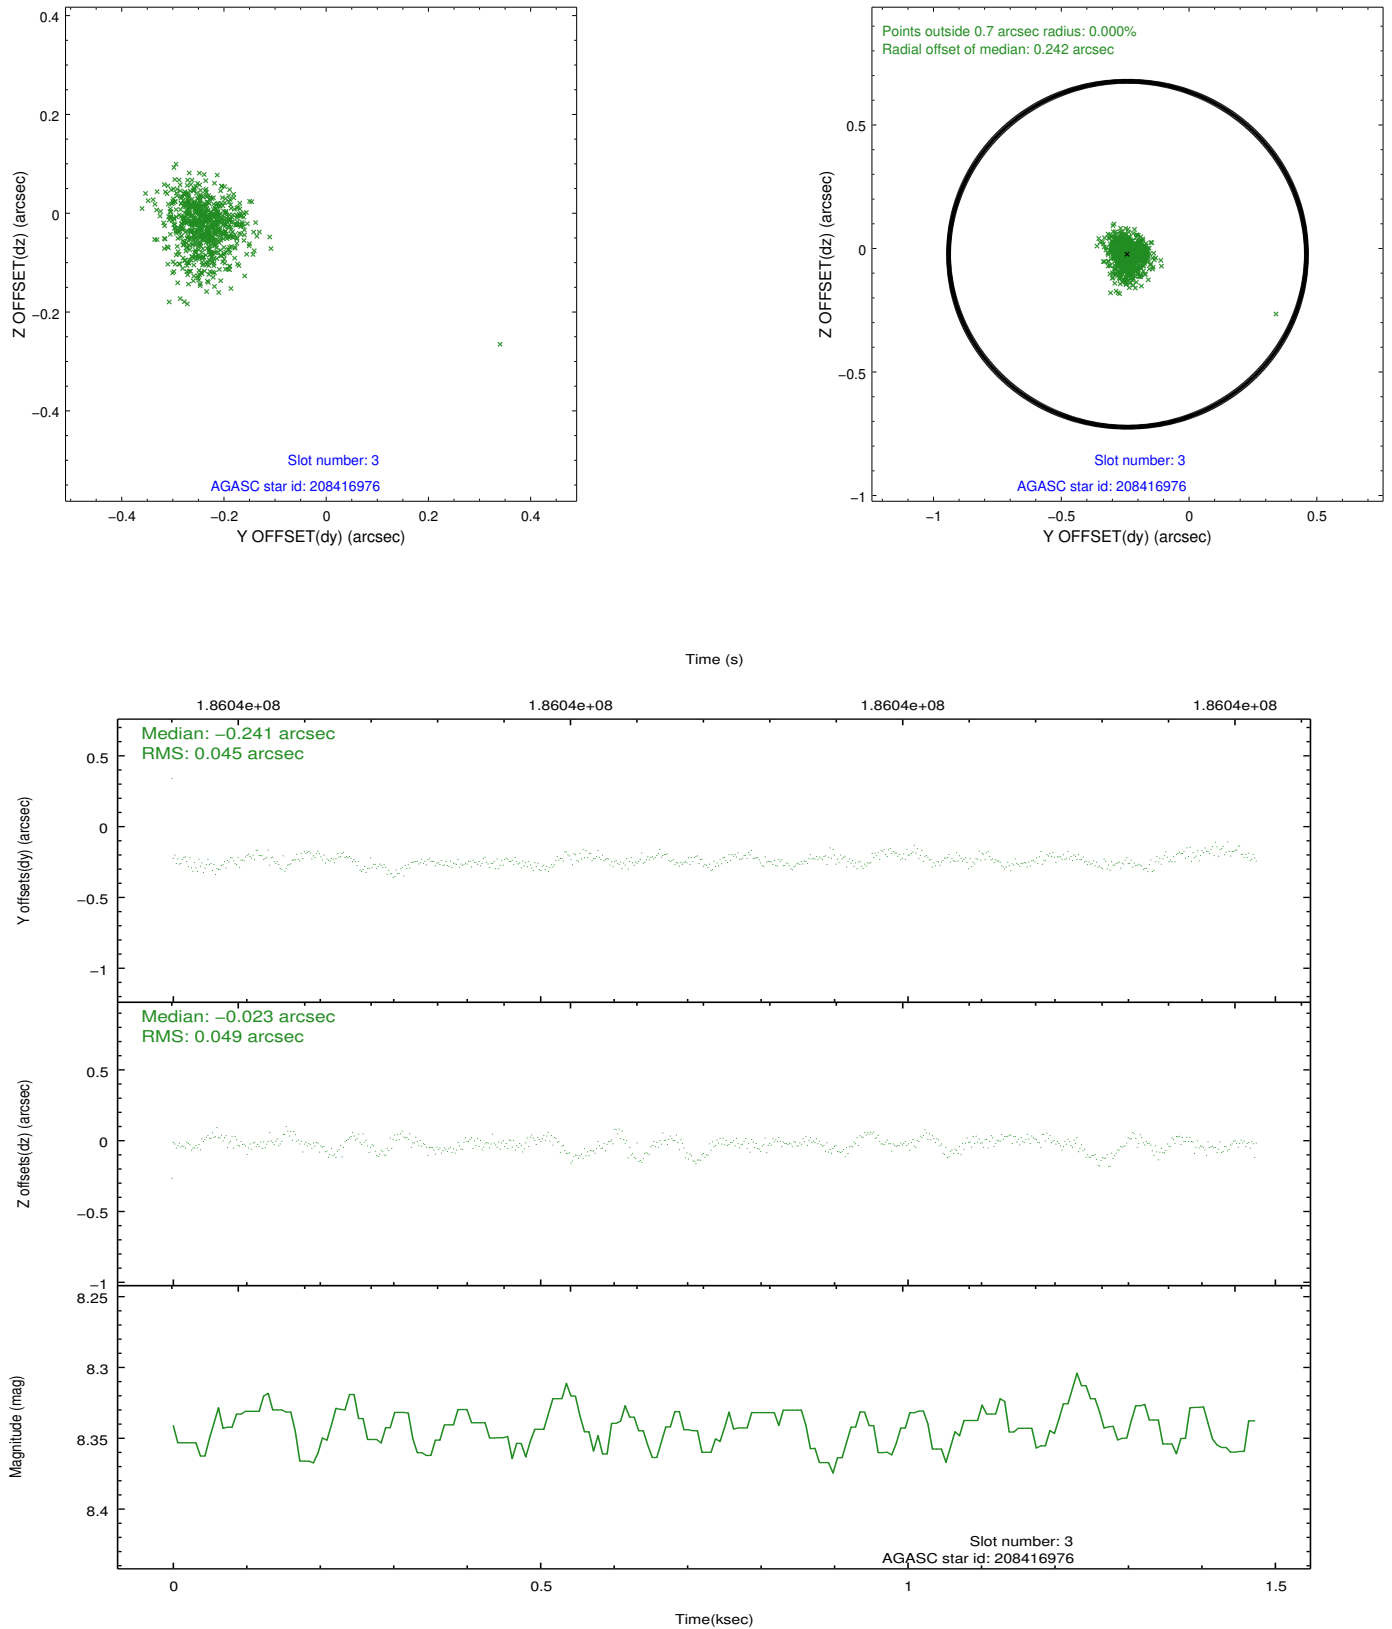 0.4
0.2
0
−0.2
−0.4
Z OFFSET(dz) (arcsec)
Slot number: 3
AGASC star id: 208416976
−0.4 −0.2 0 0.2 0.4
Y OFFSET(dy) (arcsec)
Points outside 0.7 arcsec radius: 0.000%
Radial offset of median: 0.242 arcsec
0.5
0
−0.5
−1
Z OFFSET(dz) (arcsec)
Slot number: 3
AGASC star id: 208416976
−1 −0.5 0 0.5
Y OFFSET(dy) (arcsec)
Time (s)
1.8604e+08 1.8604e+08 1.8604e+08 1.8604e+08
Median: −0.241 arcsec
RMS: 0.045 arcsec
0.5
0
−0.5
−1
Y offsets(dy) (arcsec)
Median: −0.023 arcsec
RMS: 0.049 arcsec
0.5
0
−0.5
−1
Z offsets(dz) (arcsec)
8.25
8.3
8.35
8.4
Magnitude (mag)
Slot number: 3
AGASC star id: 208416976
0 0.5 1 1.5
Time(ksec)